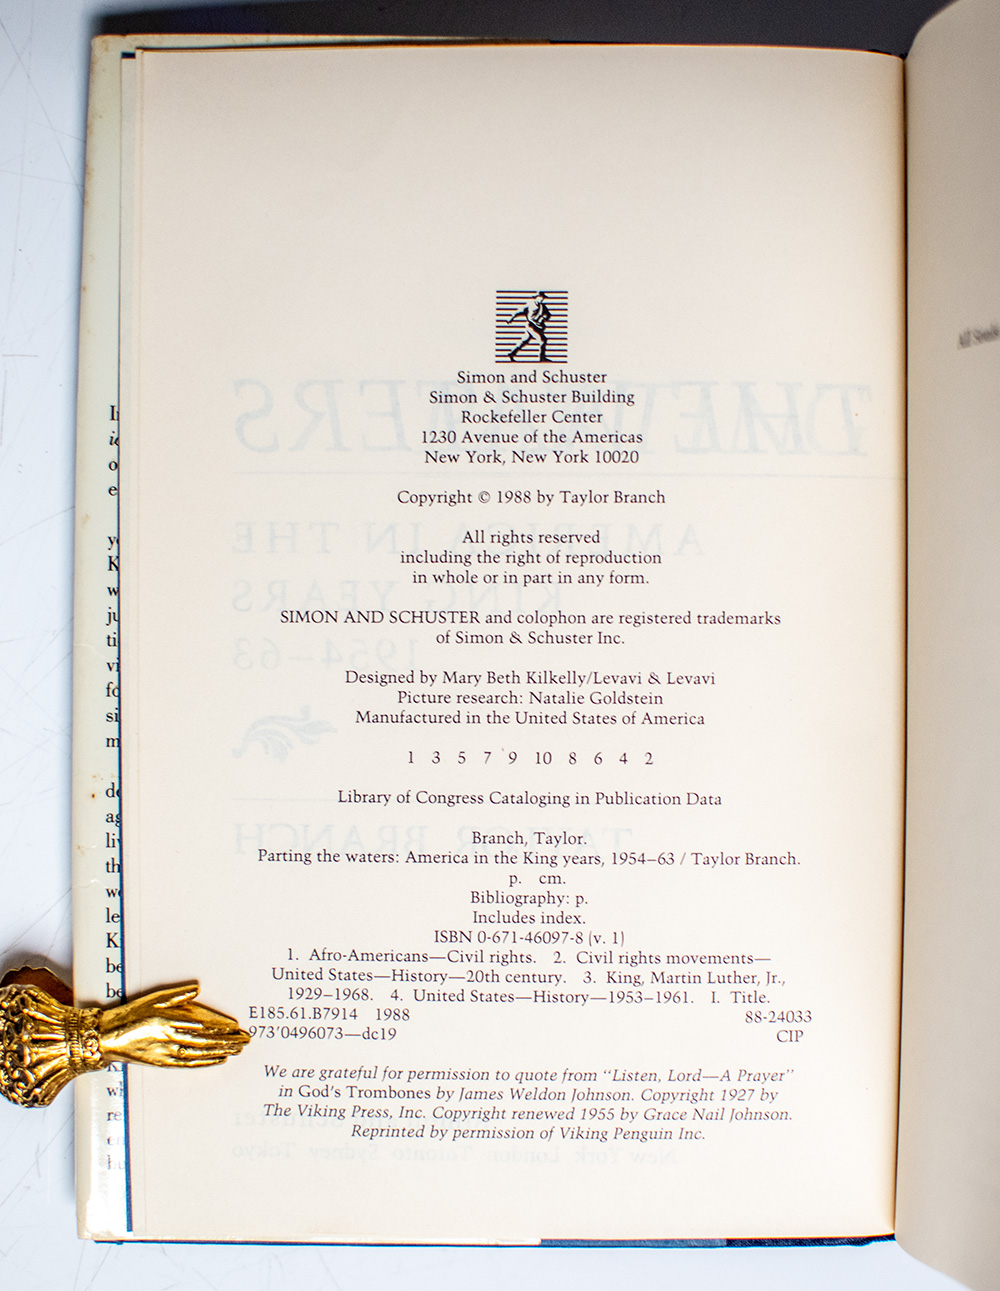 Simon and Schuster
Simon & Schuster Building
Rockefeller Center
1230 Avenue of the Americas
New York, New York 10020
Copyright © 1988 by Taylor Branch
All rights reserved
including the right of reproduction
in whole or in part in any form.
SIMON AND SCHUSTER and colophon are registered trademarks
of Simon & Schuster Inc.
Designed by Mary Beth Kilkelly/Levavi & Levavi
Picture research: Natalie Goldstein
Manufactured in the United States of America
1 3 5 7 9 10 8 6 4 2
Library of Congress Cataloging in Publication Data
Branch, Taylor.
Parting the waters: America in the King years, 1954–63 / Taylor Branch.
p. cm.
Bibliography: p.
Includes index.
ISBN 0-671-46097-8 (v. 1)
1. Afro-Americans—Civil rights. 2. Civil rights movements—
United States—History—20th century. 3. King, Martin Luther, Jr.,
1929–1968. 4. United States—History—1953–1961. I. Title.
E185.61.B7914 1988 88-24033
973'0496073—dc19 CIP
We are grateful for permission to quote from "Listen, Lord—A Prayer"
in God's Trombones by James Weldon Johnson. Copyright 1927 by
The Viking Press, Inc. Copyright renewed 1955 by Grace Nail Johnson.
Reprinted by permission of Viking Penguin Inc.